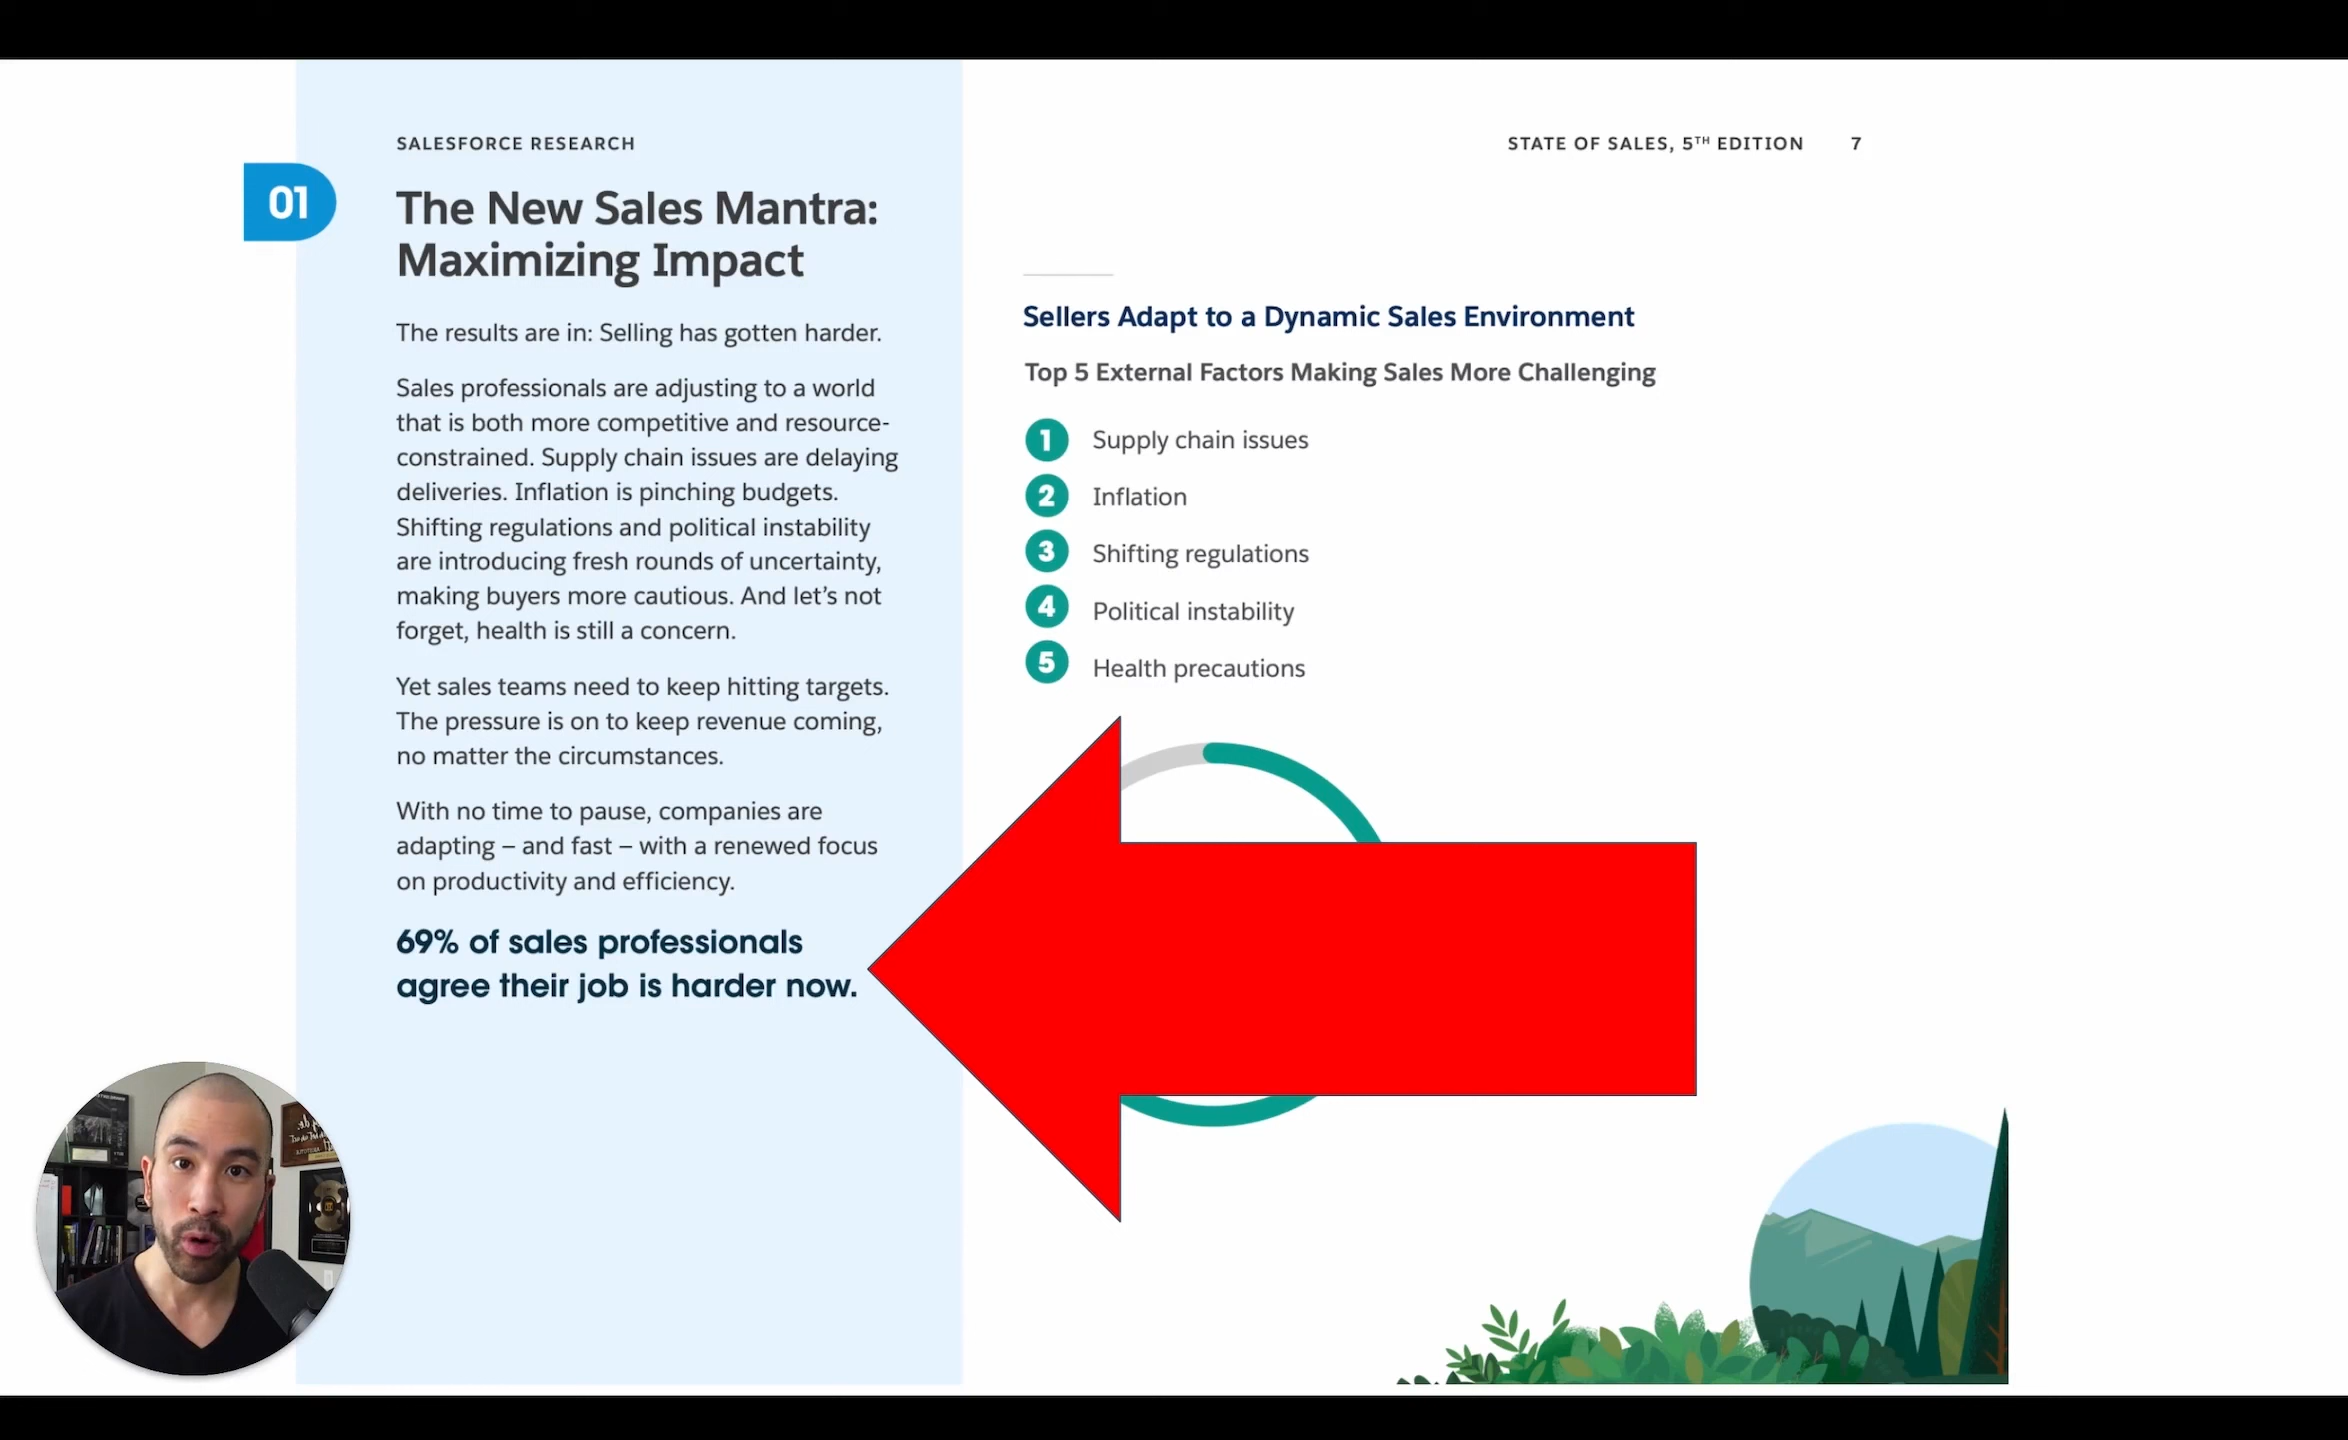 SALESFORCE RESEARCH
STATE OF SALES, 5TH EDITION 7
01
The New Sales Mantra:
Maximizing Impact
The results are in: Selling has gotten harder.
Sales professionals are adjusting to a world
that is both more competitive and resource-
constrained. Supply chain issues are delaying
deliveries. Inflation is pinching budgets.
Shifting regulations and political instability
are introducing fresh rounds of uncertainty,
making buyers more cautious. And let’s not
forget, health is still a concern.
Yet sales teams need to keep hitting targets.
The pressure is on to keep revenue coming,
no matter the circumstances.
With no time to pause, companies are
adapting – and fast – with a renewed focus
on productivity and efficiency.
69% of sales professionals
agree their job is harder now.
Sellers Adapt to a Dynamic Sales Environment
Top 5 External Factors Making Sales More Challenging
1 Supply chain issues
2 Inflation
3 Shifting regulations
4 Political instability
5 Health precautions